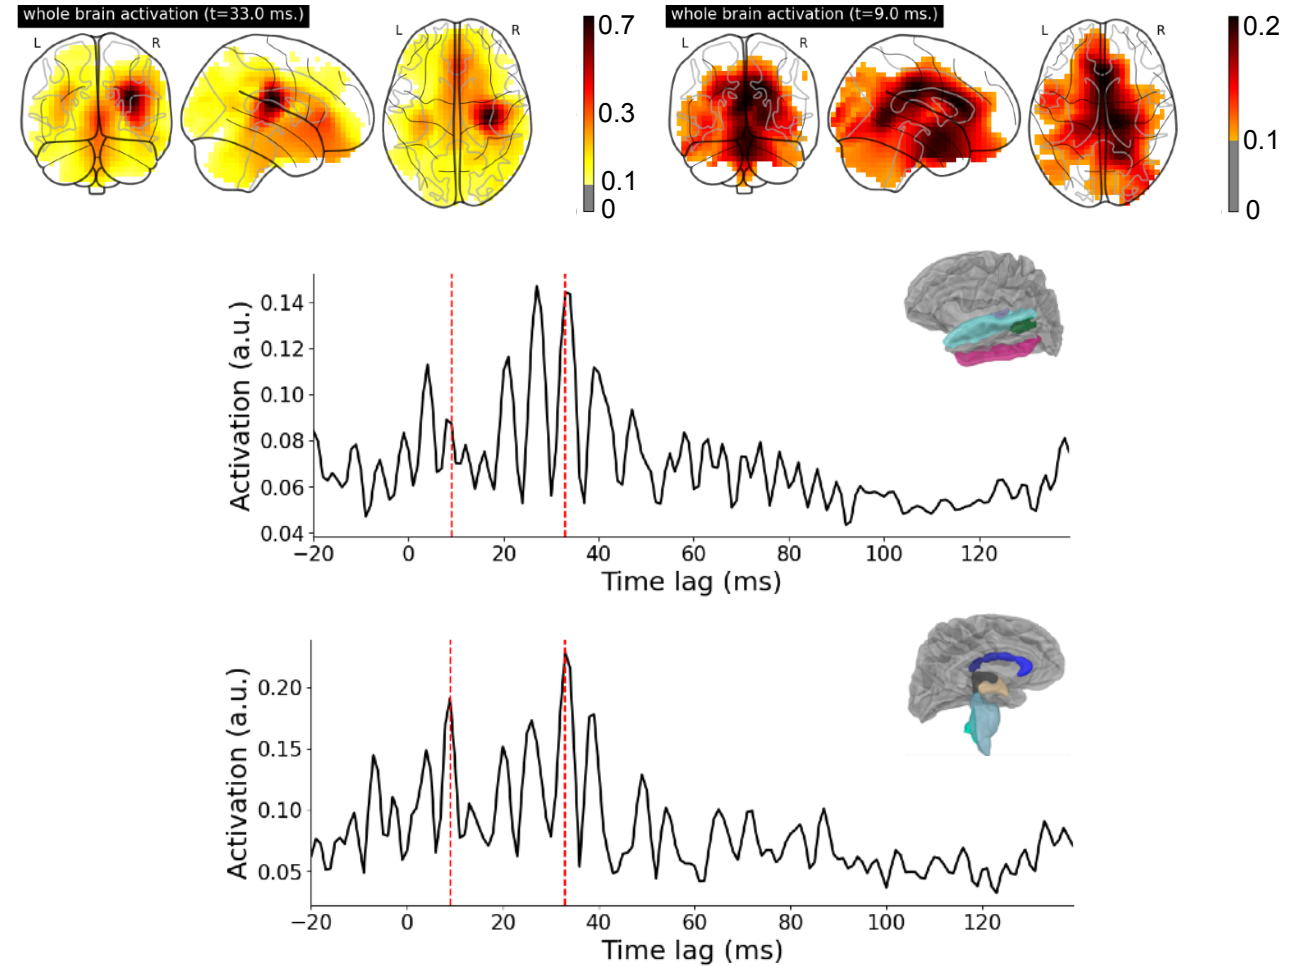 whole brain activation (t=33.0 ms.)
L R L R
0.7
0.3
0.1
0
whole brain activation (t=9.0 ms.)
L R L R
0.2
0.1
0
Activation (a.u.)
0.14
0.12
0.10
0.08
0.06
0.04
−20 0 20 40 60 80 100 120
Time lag (ms)
Activation (a.u.)
0.20
0.15
0.10
0.05
−20 0 20 40 60 80 100 120
Time lag (ms)